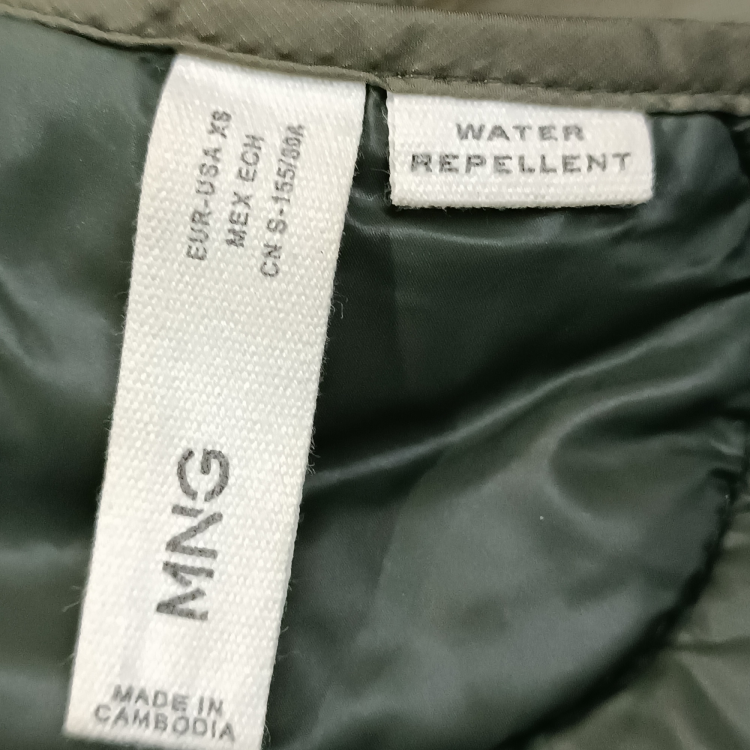 EUR-USA XS
MEX ECH
CN S-155/80A
MNG
MADE IN
CAMBODIA
WATER
REPELLENT